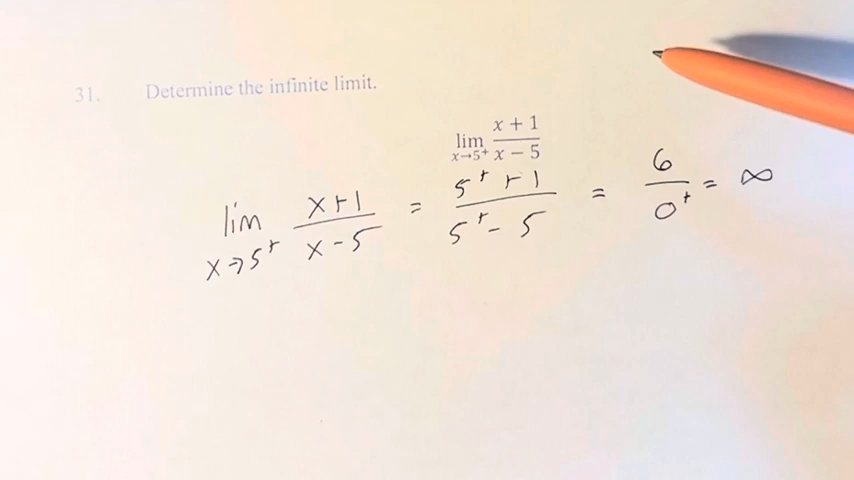 31. Determine the infinite limit.
lim x→5⁺ (x + 1)/(x − 5)
lim x→5⁺ (x+1)/(x−5) = (5⁺+1)/(5⁺−5) = 6/0⁺ = ∞